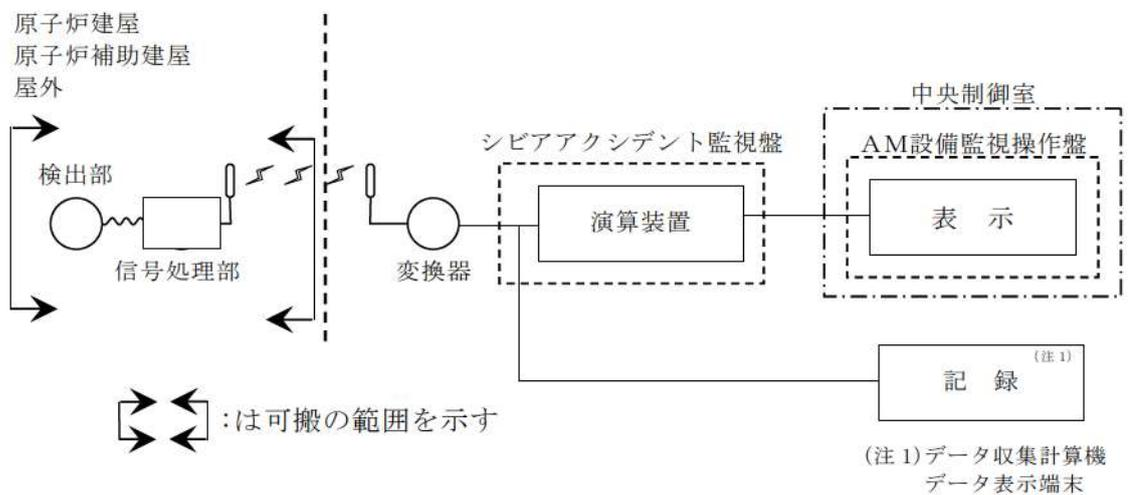 原子炉建屋
原子炉補助建屋
屋外
中央制御室
シビアアクシデント監視盤
AM設備監視操作盤
検出部
演算装置
表 示
信号処理部
変換器
(注1)
記 録
:は可搬の範囲を示す
(注1)データ収集計算機
データ表示端末